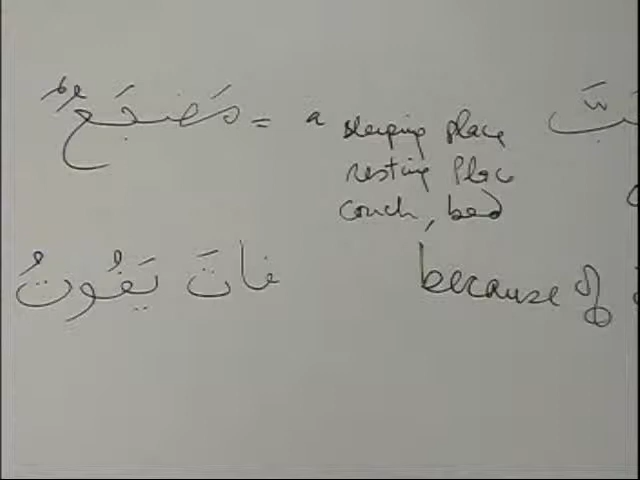 مَضْجَعٌ = a sleeping place
resting place
couch, bed
فَاتَ يَفُوتُ
because of